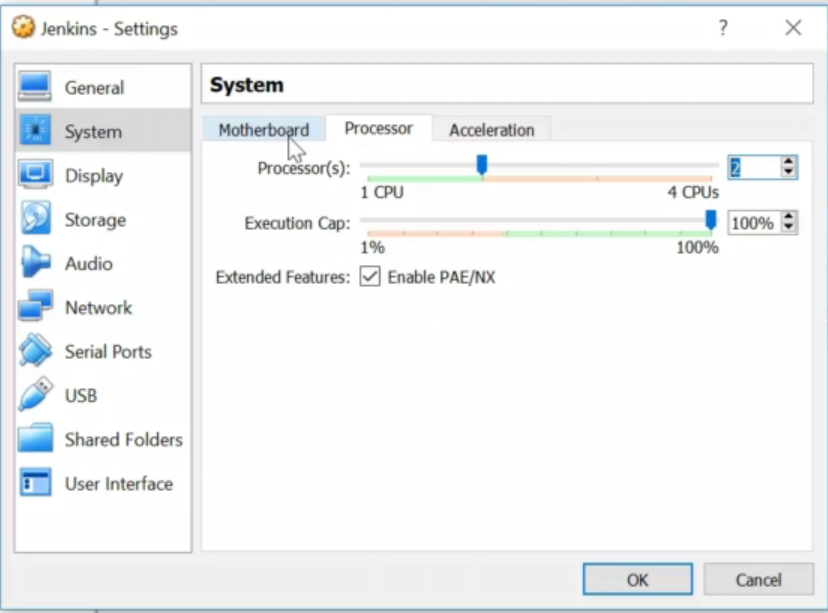 Jenkins - Settings
?
General
System
Display
Storage
Audio
Network
Serial Ports
USB
Shared Folders
User Interface
System
Motherboard Processor Acceleration
Processor(s): 2
1 CPU 4 CPUs
Execution Cap: 100%
1% 100%
Extended Features: Enable PAE/NX
OK Cancel